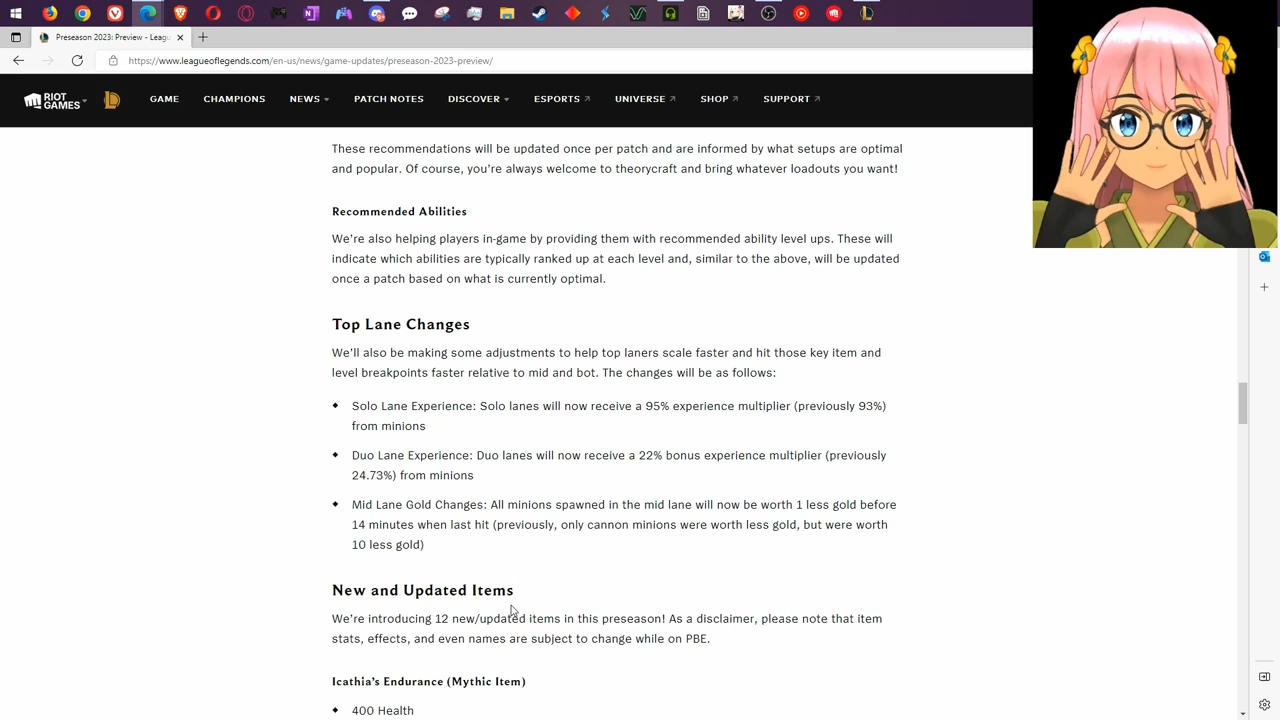 Preseason 2023: Preview - Leagu
https://www.leagueoflegends.com/en-us/news/game-updates/preseason-2023-preview/
RIOT GAMES GAME CHAMPIONS NEWS PATCH NOTES DISCOVER ESPORTS UNIVERSE SHOP SUPPORT
These recommendations will be updated once per patch and are informed by what setups are optimal
and popular. Of course, you're always welcome to theorycraft and bring whatever loadouts you want!
Recommended Abilities
We're also helping players in-game by providing them with recommended ability level ups. These will
indicate which abilities are typically ranked up at each level and, similar to the above, will be updated
once a patch based on what is currently optimal.
Top Lane Changes
We'll also be making some adjustments to help top laners scale faster and hit those key item and
level breakpoints faster relative to mid and bot. The changes will be as follows:
Solo Lane Experience: Solo lanes will now receive a 95% experience multiplier (previously 93%)
from minions
Duo Lane Experience: Duo lanes will now receive a 22% bonus experience multiplier (previously
24.73%) from minions
Mid Lane Gold Changes: All minions spawned in the mid lane will now be worth 1 less gold before
14 minutes when last hit (previously, only cannon minions were worth less gold, but were worth
10 less gold)
New and Updated Items
We're introducing 12 new/updated items in this preseason! As a disclaimer, please note that item
stats, effects, and even names are subject to change while on PBE.
Icathia's Endurance (Mythic Item)
400 Health